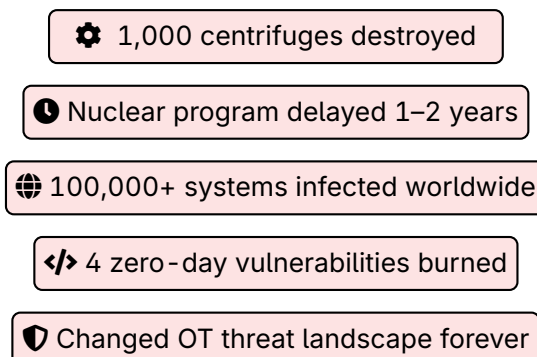 1,000 centrifuges destroyed
Nuclear program delayed 1–2 years
100,000+ systems infected worldwide
4 zero-day vulnerabilities burned
Changed OT threat landscape forever